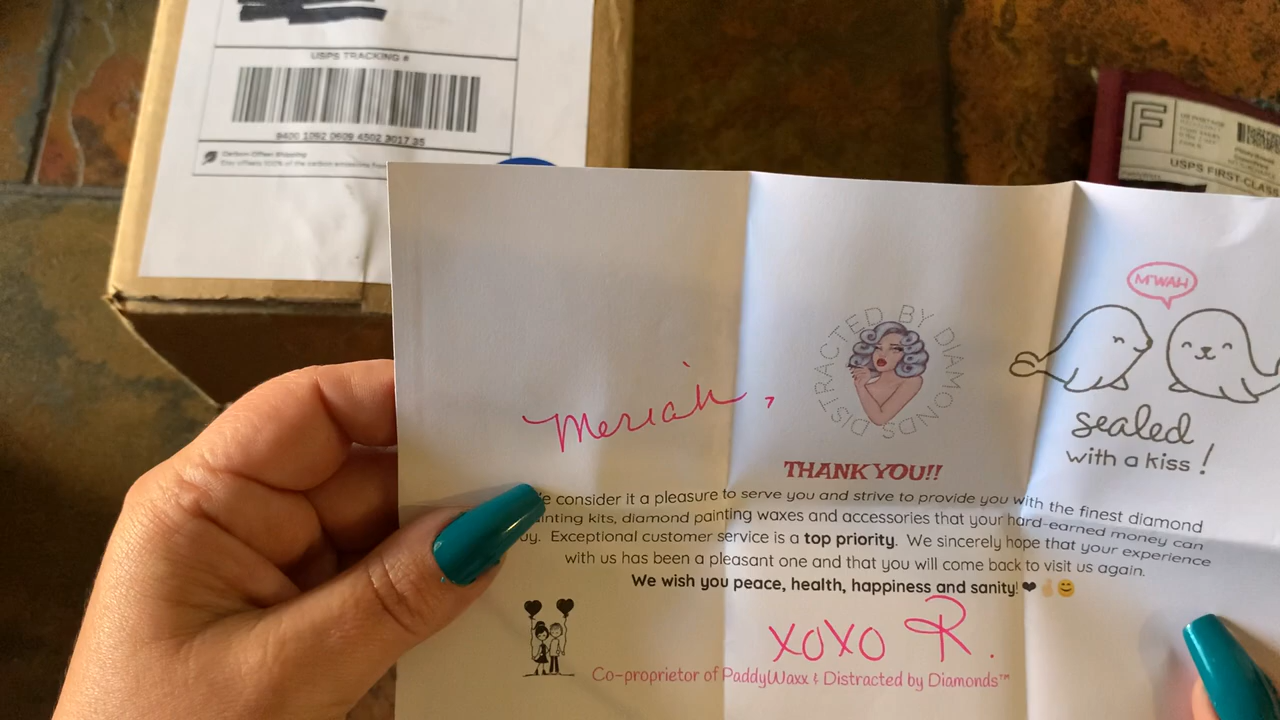 USPS TRACKING #
9400 1092 0609 4502 3017 35
Carbon Offset Shipping
F
USPS FIRST-CLASS
M'WAH
DISTRACTED BY DIAMONDS
sealed
with a kiss!
Meriah,
THANK YOU!!
consider it a pleasure to serve you and strive to provide you with the finest diamond
kits, diamond painting waxes and accessories that your hard-earned money can
Exceptional customer service is a top priority. We sincerely hope that your experience
with us has been a pleasant one and that you will come back to visit us again.
We wish you peace, health, happiness and sanity! ❤️🤞😊
XOXO R.
Co-proprietor of PaddyWaxx & Distracted by Diamonds™